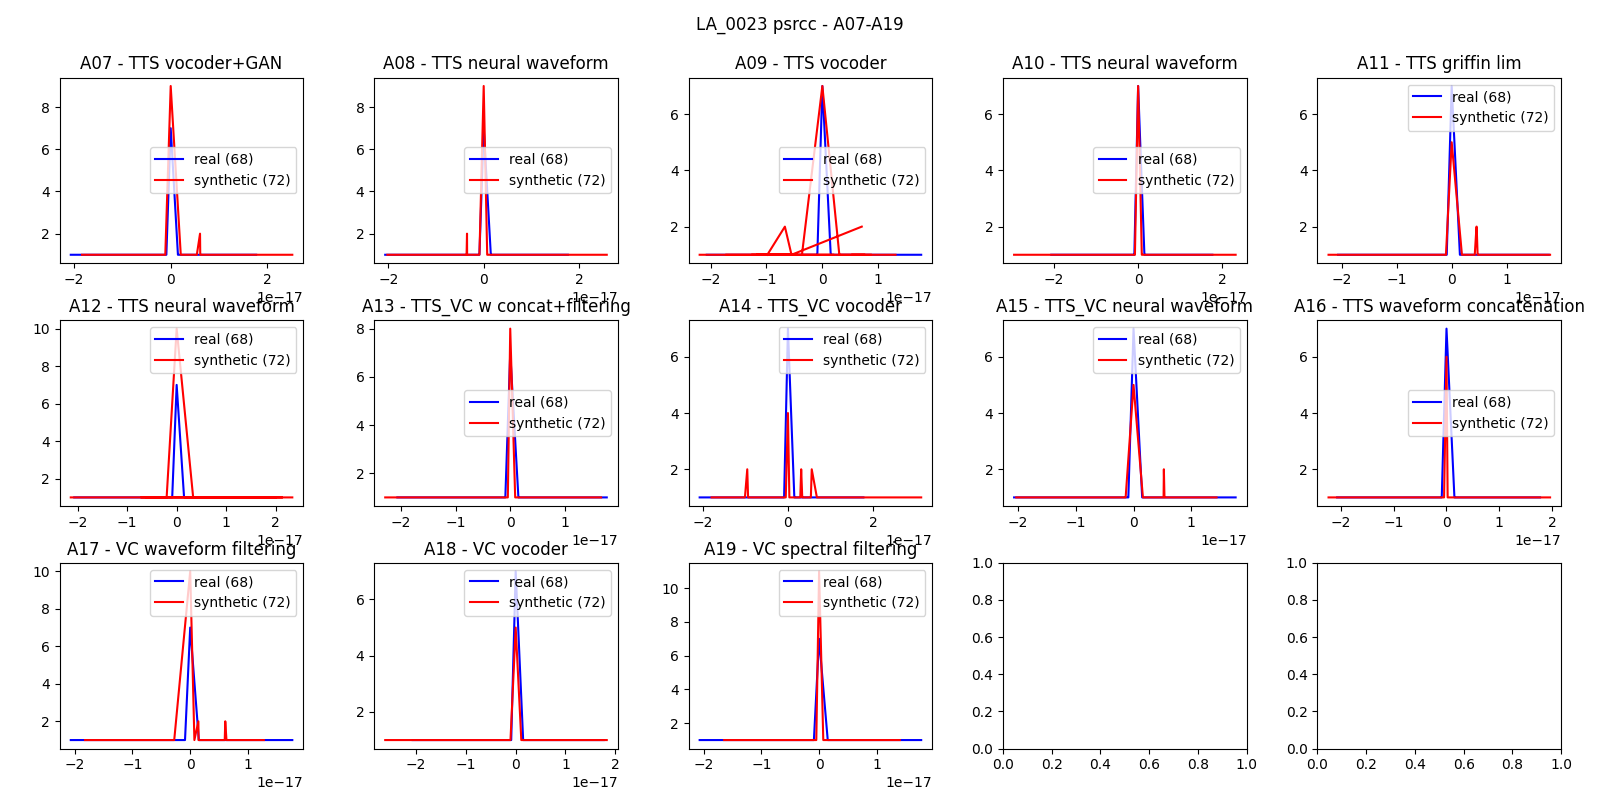 LA_0023 psrcc - A07-A19
A07 - TTS vocoder+GAN
A08 - TTS neural waveform
A09 - TTS vocoder
A10 - TTS neural waveform
A11 - TTS griffin lim
8
6
4
2
real (68)
synthetic (72)
−2
0
2
1e−17
8
6
4
2
real (68)
synthetic (72)
−2
0
2
1e−17
6
4
2
real (68)
synthetic (72)
−2
−1
0
1
2
1e−17
6
4
2
real (68)
synthetic (72)
−2
0
2
1e−17
6
4
2
real (68)
synthetic (72)
−2
−1
0
1
1e−17
A12 - TTS neural waveform
A13 - TTS_VC w concat+filtering
A14 - TTS_VC vocoder
A15 - TTS_VC neural waveform
A16 - TTS waveform concatenation
10
8
6
4
2
real (68)
synthetic (72)
−2
−1
0
1
2
1e−17
8
6
4
2
real (68)
synthetic (72)
−2
−1
0
1
1e−17
6
4
2
real (68)
synthetic (72)
−2
0
2
1e−17
6
4
2
real (68)
synthetic (72)
−2
−1
0
1
1e−17
6
4
2
real (68)
synthetic (72)
−2
−1
0
1
2
1e−17
A17 - VC waveform filtering
A18 - VC vocoder
A19 - VC spectral filtering
10
8
6
4
2
real (68)
synthetic (72)
−2
−1
0
1
1e−17
6
4
2
real (68)
synthetic (72)
−2
−1
0
1
2
1e−17
10
8
6
4
2
real (68)
synthetic (72)
−2
−1
0
1
1e−17
1.0
0.8
0.6
0.4
0.2
0.0
0.0 0.2 0.4 0.6 0.8 1.0
1.0
0.8
0.6
0.4
0.2
0.0
0.0 0.2 0.4 0.6 0.8 1.0